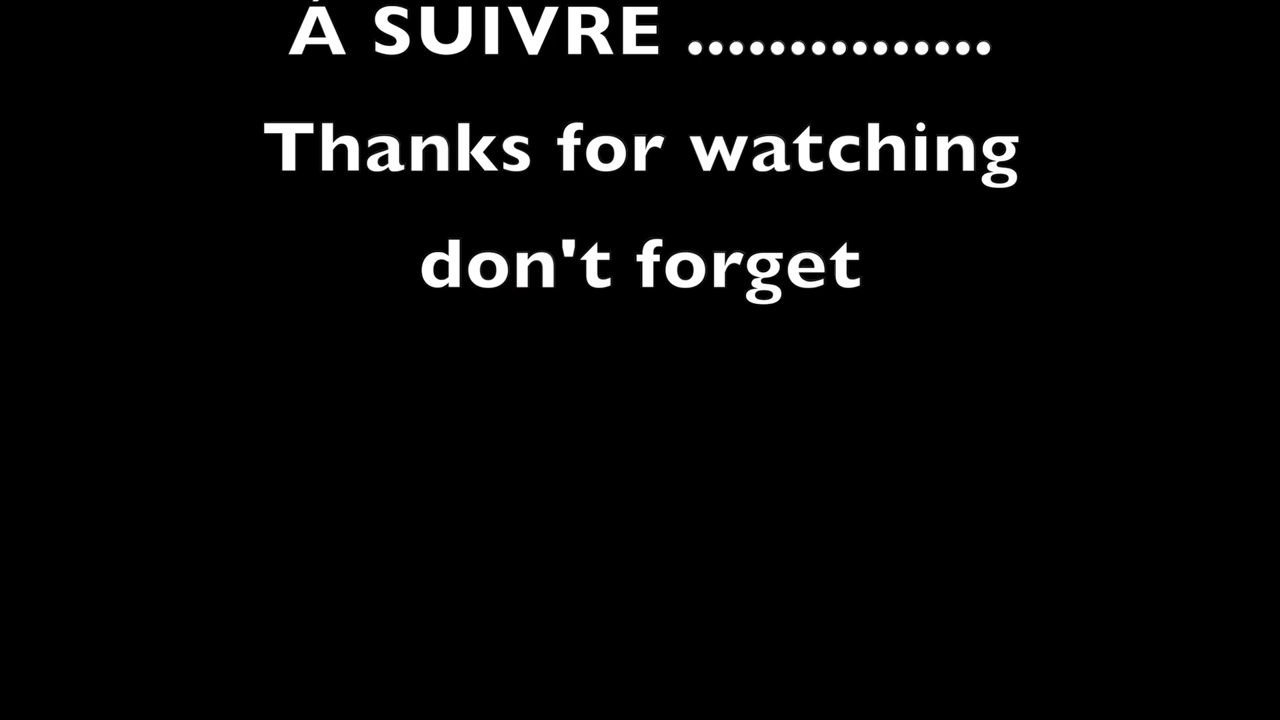 À SUIVRE ...............
Thanks for watching
don't forget